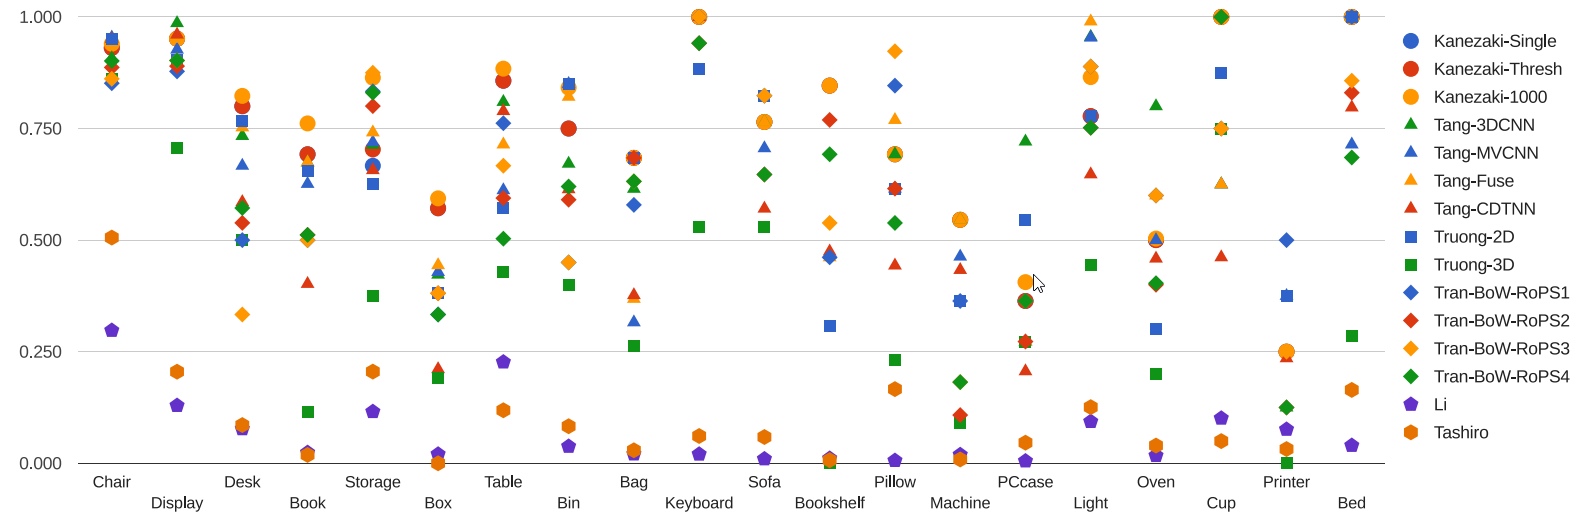 1.000
0.750
0.500
0.250
0.000
Chair
Display
Desk
Book
Storage
Box
Table
Bin
Bag
Keyboard
Sofa
Bookshelf
Pillow
Machine
PCcase
Light
Oven
Cup
Printer
Bed
Kanezaki-Single
Kanezaki-Thresh
Kanezaki-1000
Tang-3DCNN
Tang-MVCNN
Tang-Fuse
Tang-CDTNN
Truong-2D
Truong-3D
Tran-BoW-RoPS1
Tran-BoW-RoPS2
Tran-BoW-RoPS3
Tran-BoW-RoPS4
Li
Tashiro